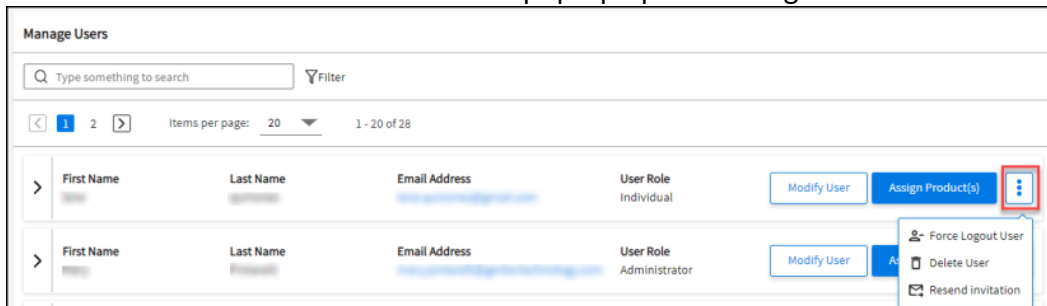 Manage Users
Type something to search Filter
1 2 Items per page: 20 1 - 20 of 28
First Name Last Name Email Address User Role
Individual Modify User Assign Product(s)
Force Logout User
First Name Last Name Email Address User Role
Administrator Modify User
Delete User
Resend invitation